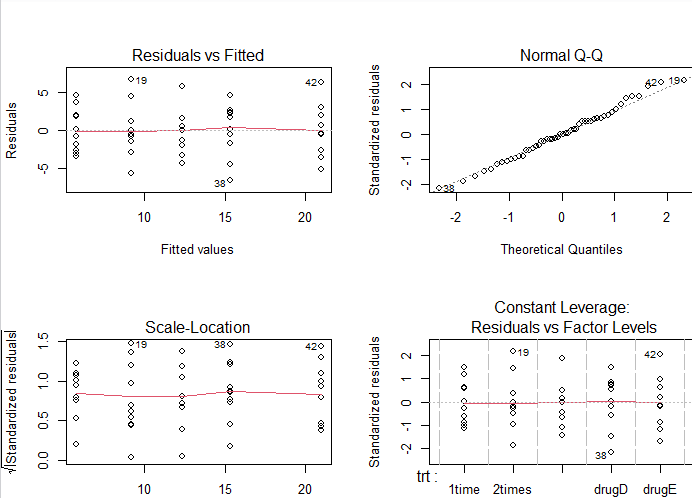 Residuals vs Fitted
Residuals
5
0
-5
19
42
38
10 15 20
Fitted values
Normal Q-Q
Standardized residuals
2
1
0
-1
-2
42 19
38
-2 -1 0 1 2
Theoretical Quantiles
Scale-Location
√|Standardized residuals|
1.5
1.0
0.5
0.0
19
38
42
10 15 20
Constant Leverage:
Residuals vs Factor Levels
Standardized residuals
2
1
0
-1
-2
19
42
38
trt :
1time 2times drugD drugE